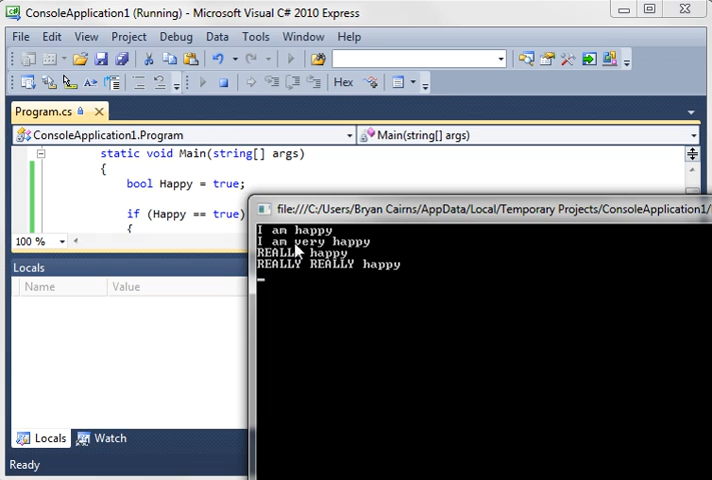 ConsoleApplication1 (Running) - Microsoft Visual C# 2010 Express
File Edit View Project Debug Data Tools Window Help
Hex
Program.cs
ConsoleApplication1.Program
Main(string[] args)
static void Main(string[] args)
{
bool Happy = true;
if (Happy == true)
{
100 %
file:///C:/Users/Bryan Cairns/AppData/Local/Temporary Projects/ConsoleApplication1/
I am happy
I am very happy
REALLY happy
REALLY REALLY happy
Locals
Name Value
Locals Watch
Ready